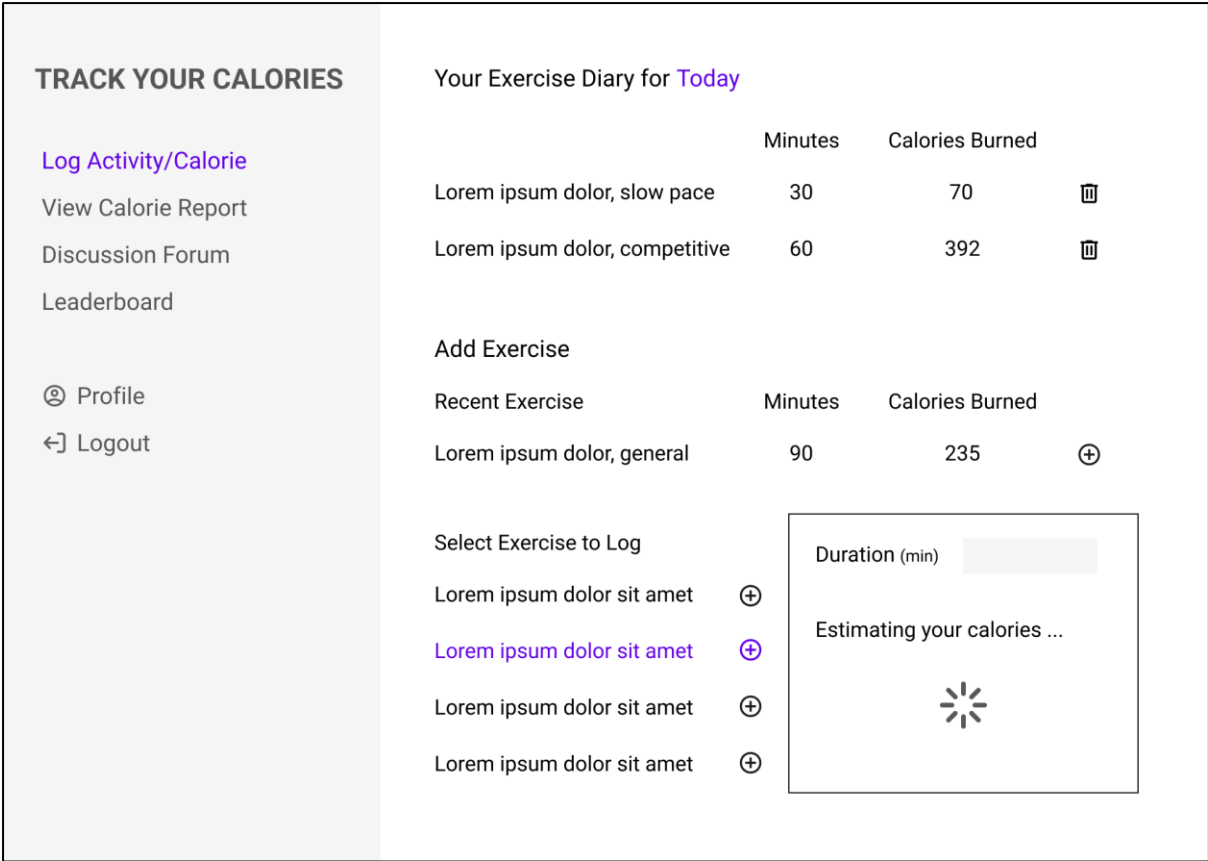 TRACK YOUR CALORIES
Log Activity/Calorie
View Calorie Report
Discussion Forum
Leaderboard
Profile
Logout
Your Exercise Diary for Today
Minutes Calories Burned
Lorem ipsum dolor, slow pace 30 70
Lorem ipsum dolor, competitive 60 392
Add Exercise
Recent Exercise Minutes Calories Burned
Lorem ipsum dolor, general 90 235
Select Exercise to Log
Lorem ipsum dolor sit amet
Lorem ipsum dolor sit amet
Lorem ipsum dolor sit amet
Lorem ipsum dolor sit amet
Duration (min)
Estimating your calories ...